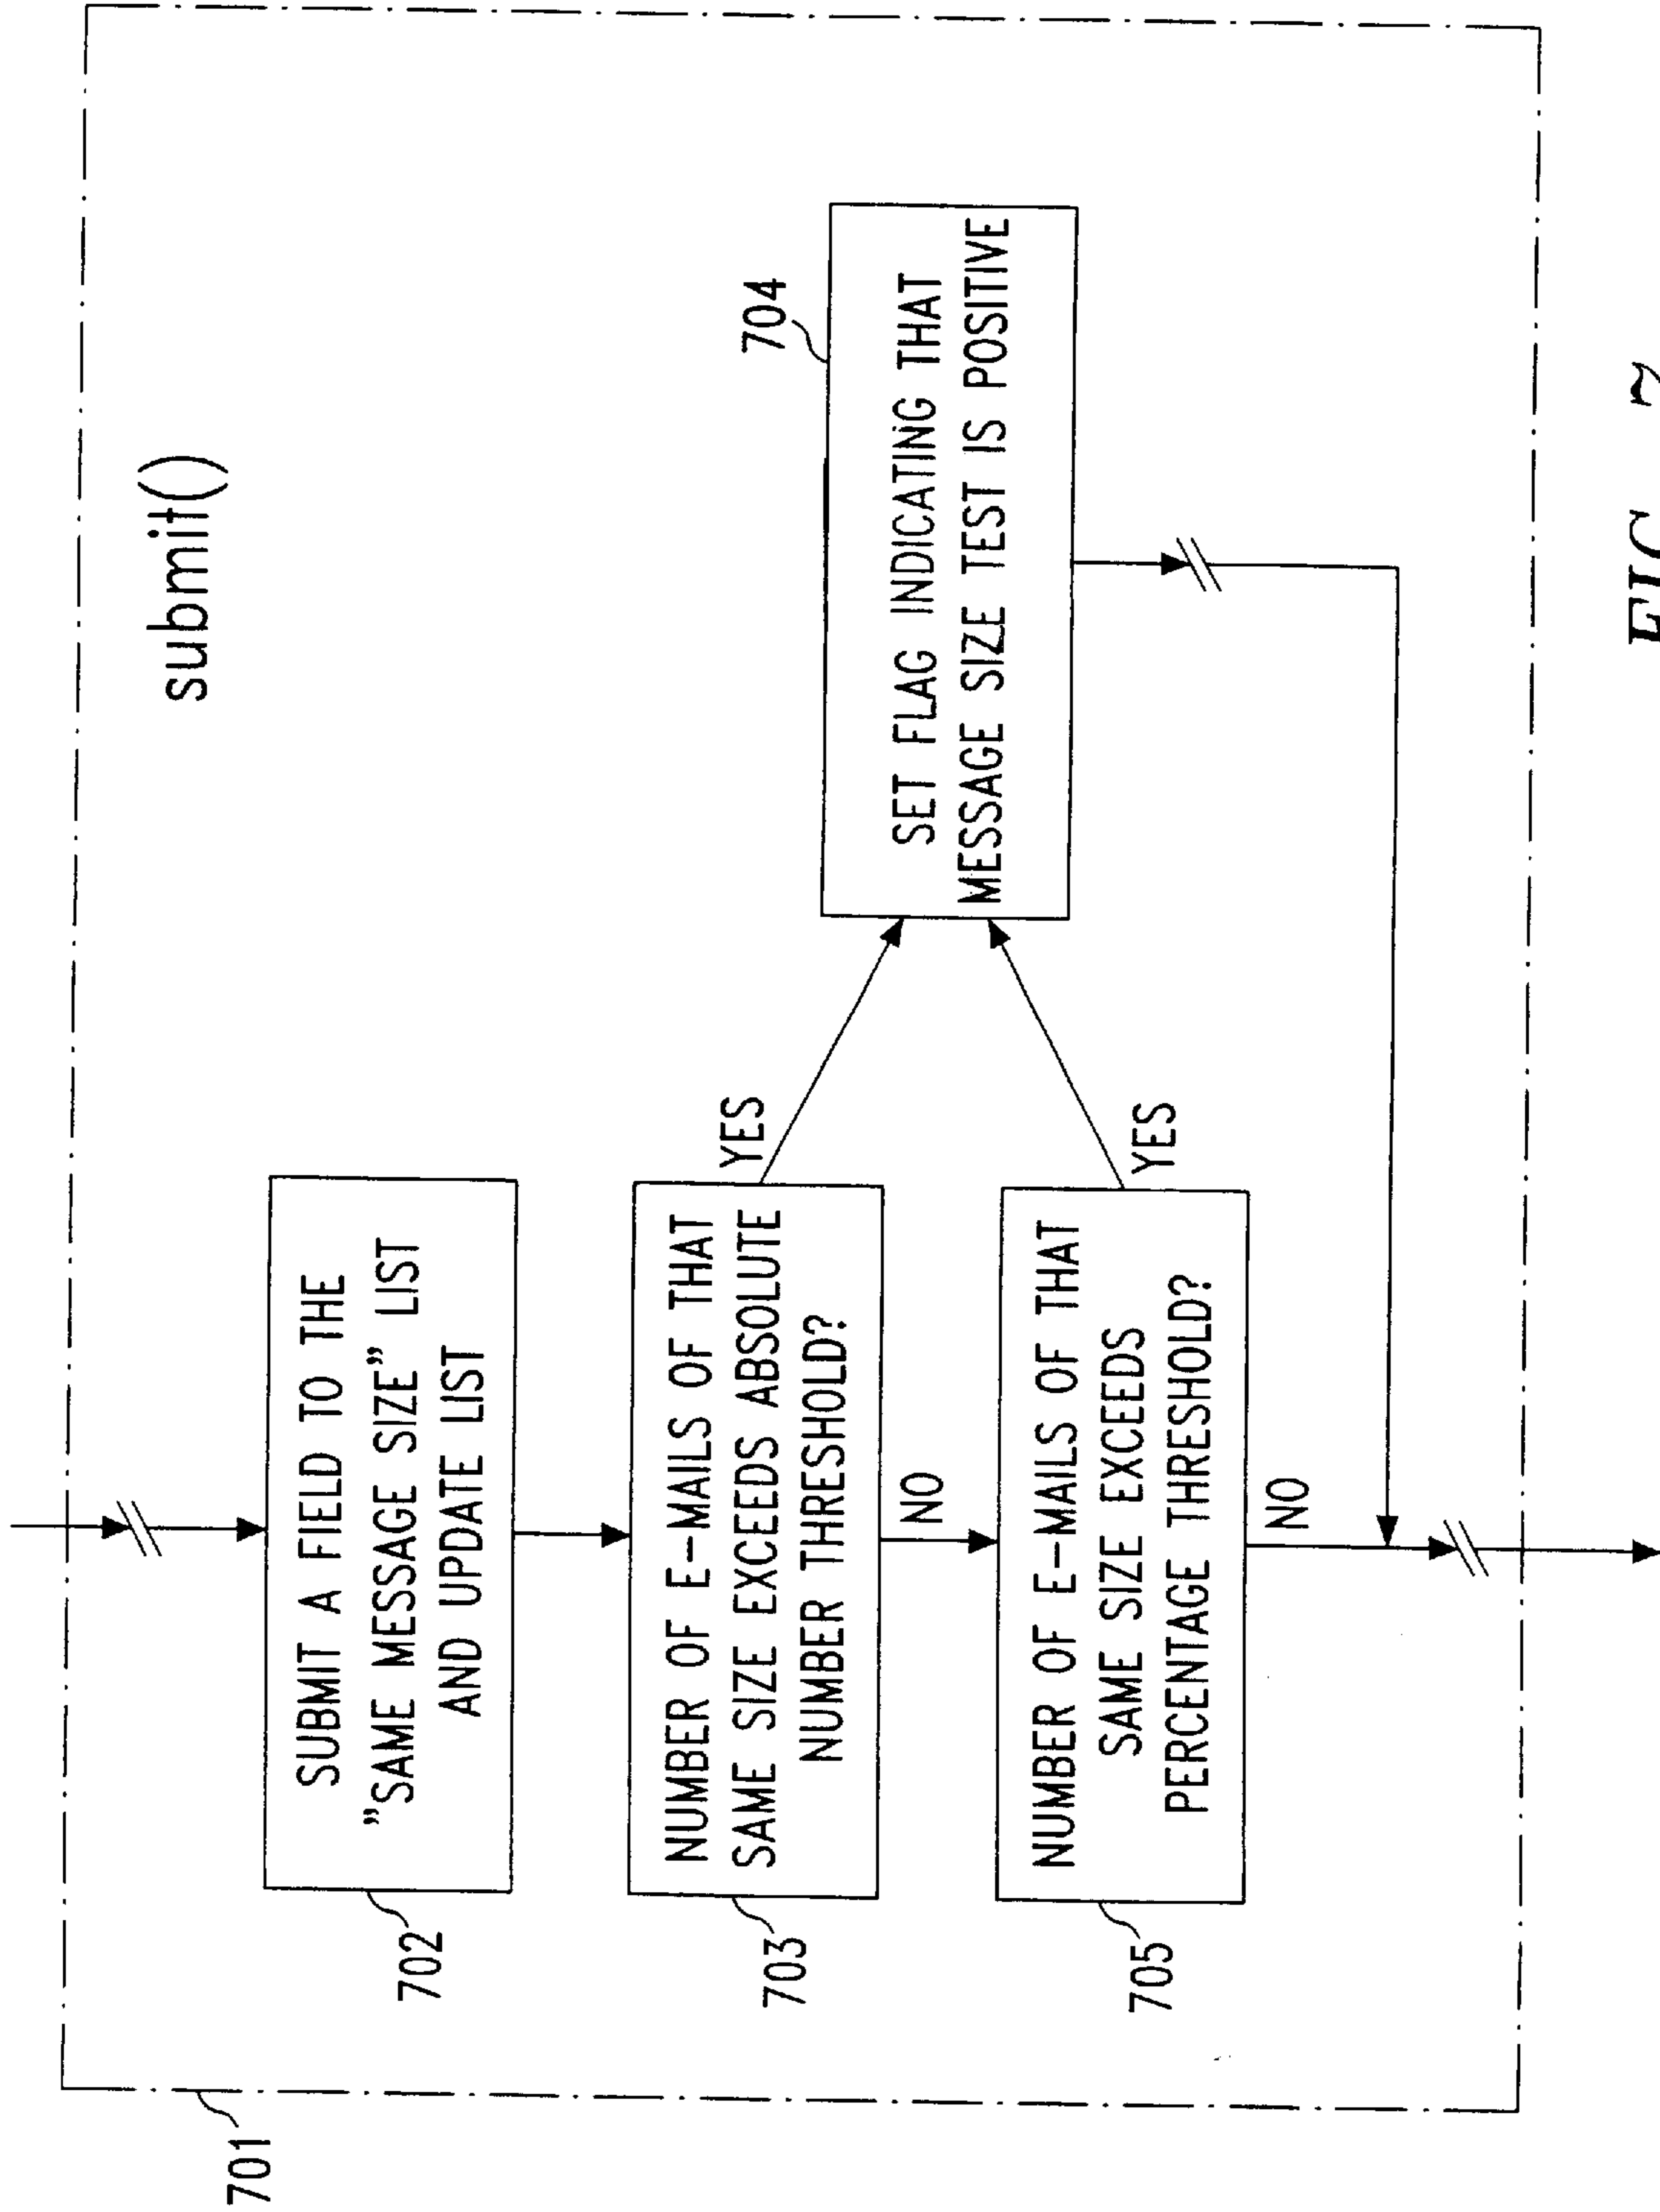 submit()
701
702
SUBMIT A FIELD TO THE
"SAME MESSAGE SIZE" LIST
AND UPDATE LIST
703
NUMBER OF E-MAILS OF THAT
SAME SIZE EXCEEDS ABSOLUTE
NUMBER THRESHOLD?
YES
NO
704
SET FLAG INDICATING THAT
MESSAGE SIZE TEST IS POSITIVE
705
NUMBER OF E-MAILS OF THAT
SAME SIZE EXCEEDS
PERCENTAGE THRESHOLD?
YES
NO
FIG. 7